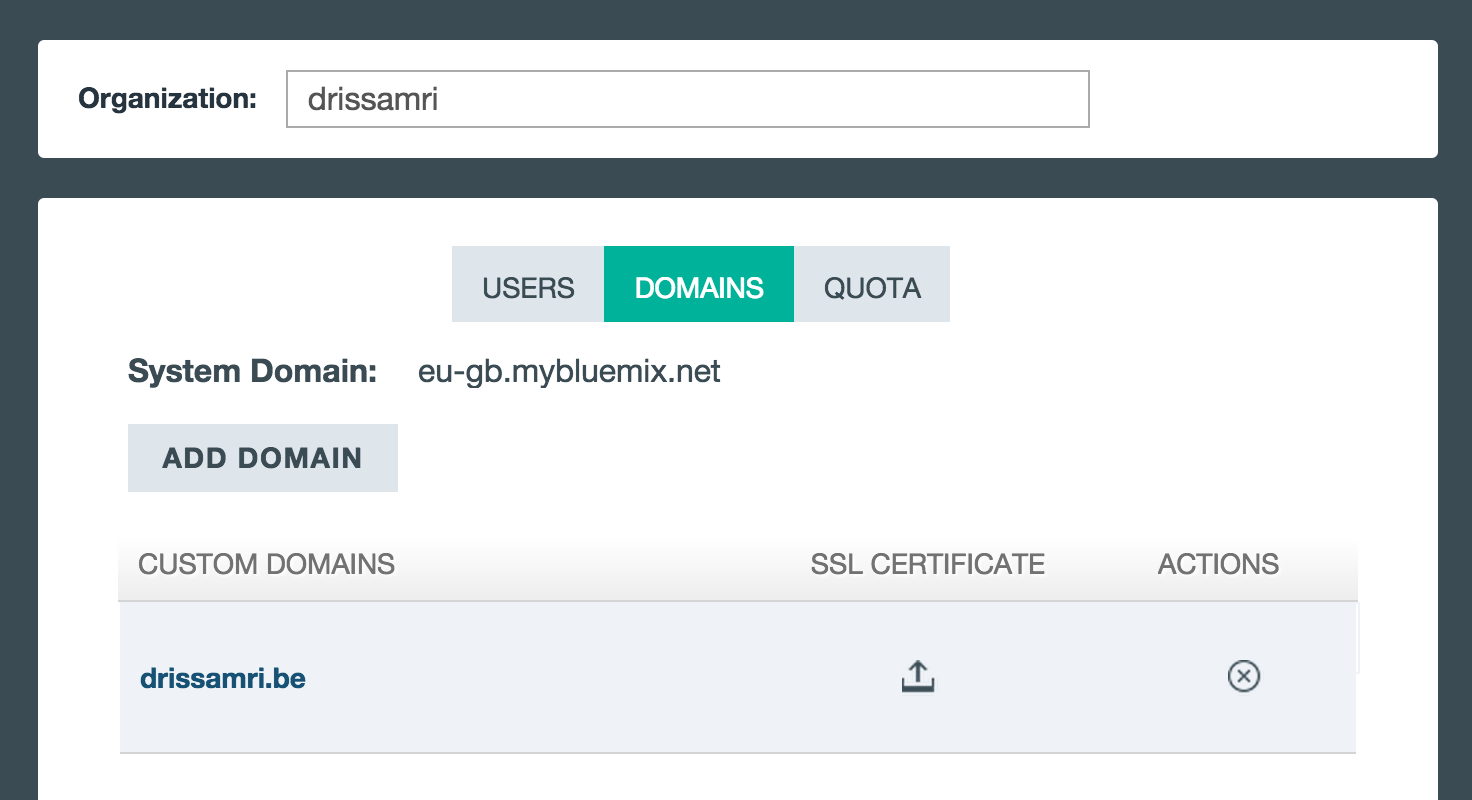 Organization: drissamri
USERS DOMAINS QUOTA
System Domain: eu-gb.mybluemix.net
ADD DOMAIN
CUSTOM DOMAINS SSL CERTIFICATE ACTIONS
drissamri.be